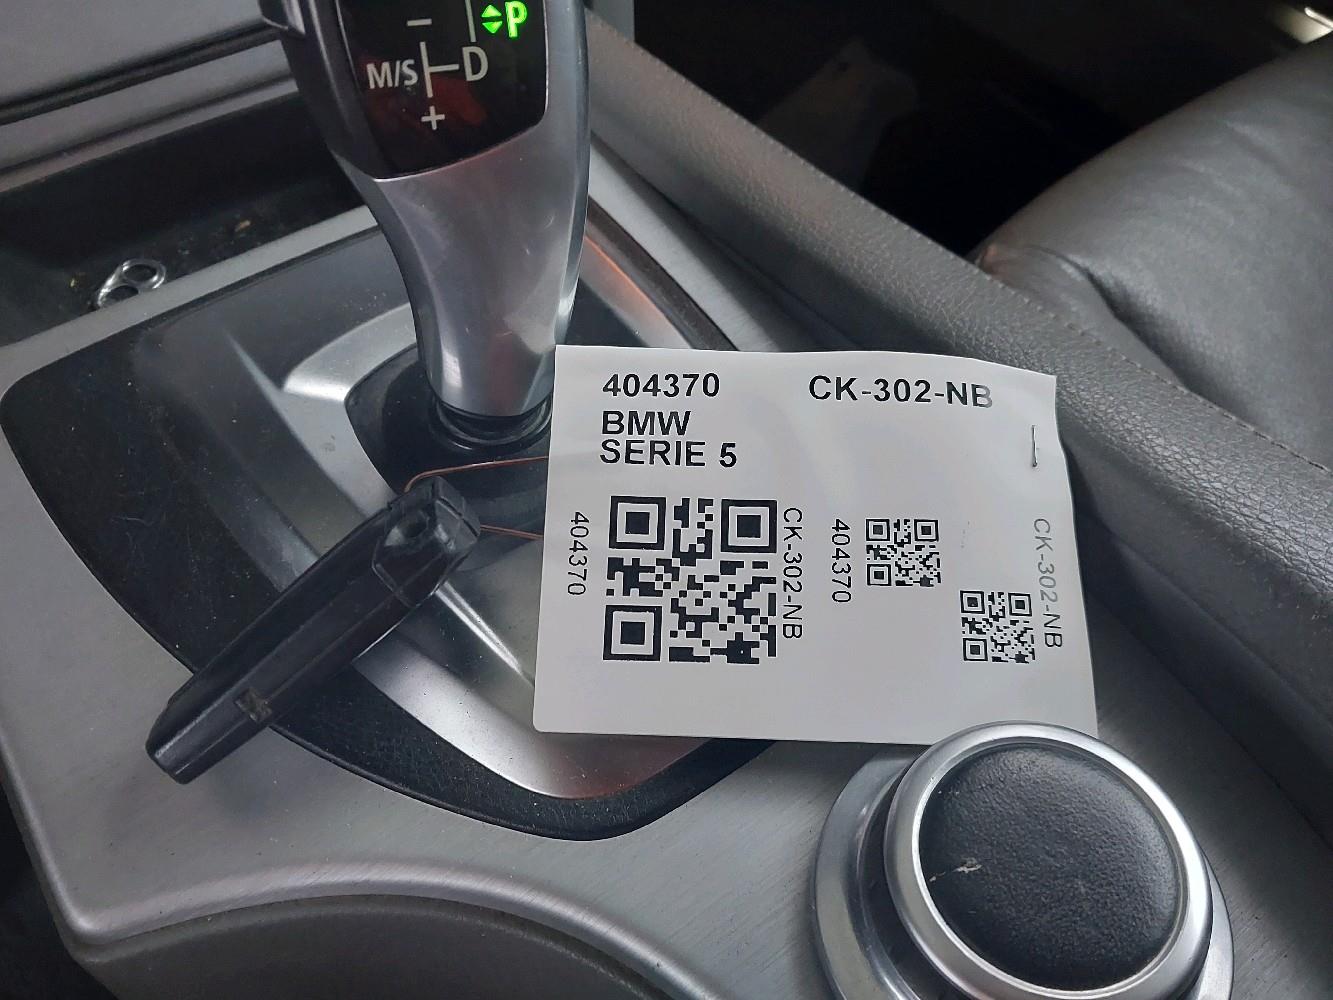 P
M/S D
404370 CK-302-NB
BMW
SERIE 5
404370
CK-302-NB
404370
CK-302-NB